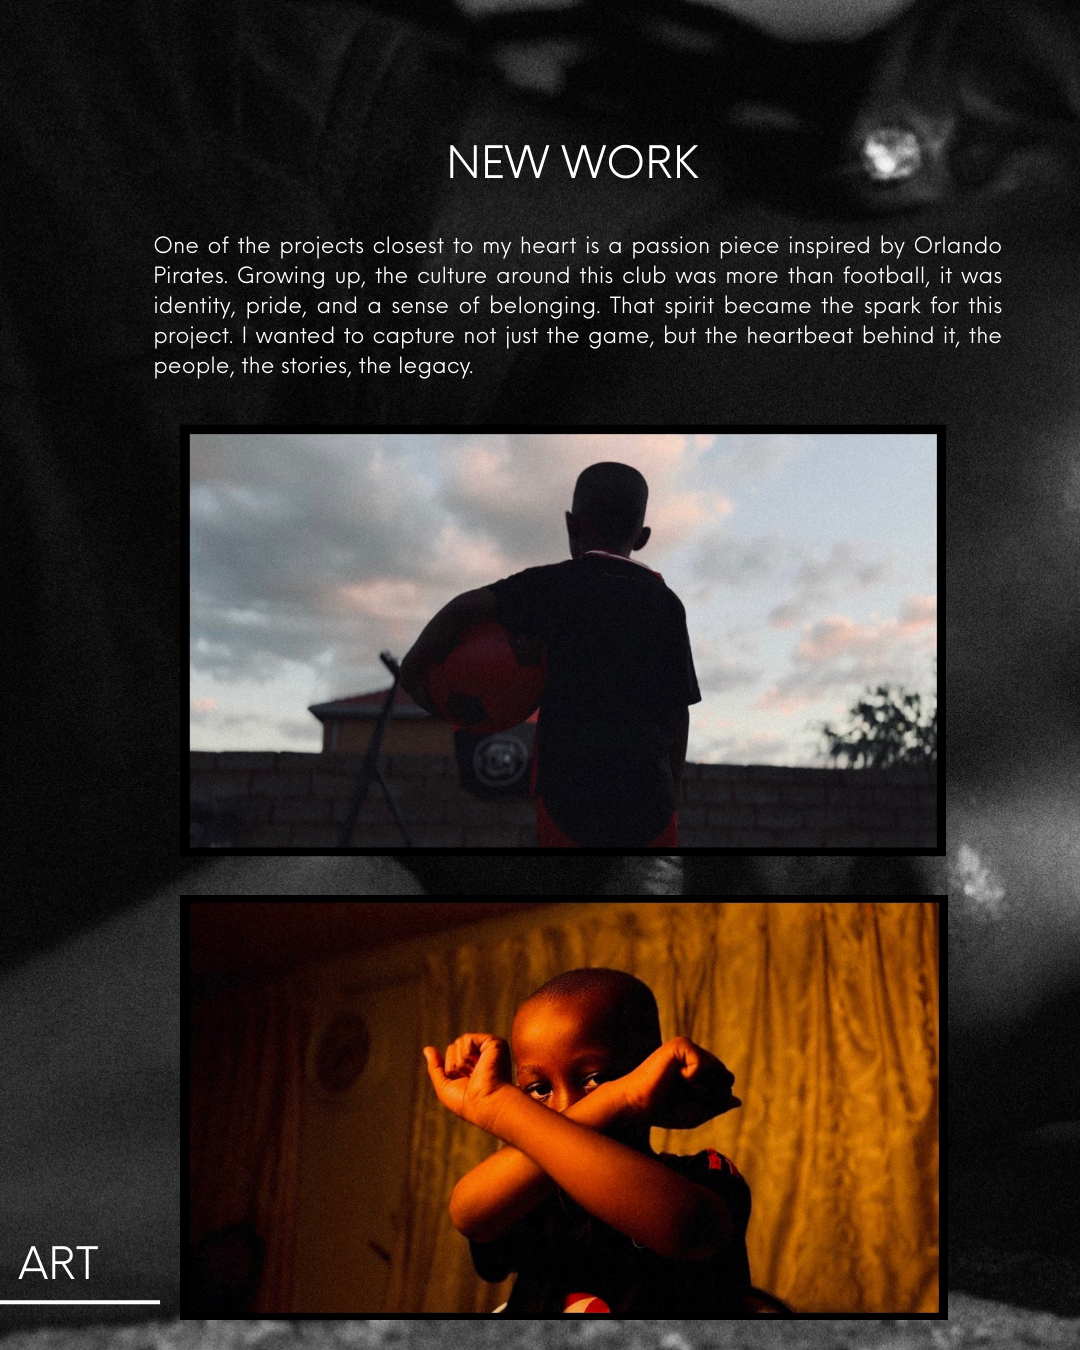 NEW WORK
One of the projects closest to my heart is a passion piece inspired by Orlando
Pirates. Growing up, the culture around this club was more than football, it was
identity, pride, and a sense of belonging. That spirit became the spark for this
project. I wanted to capture not just the game, but the heartbeat behind it, the
people, the stories, the legacy.
ART